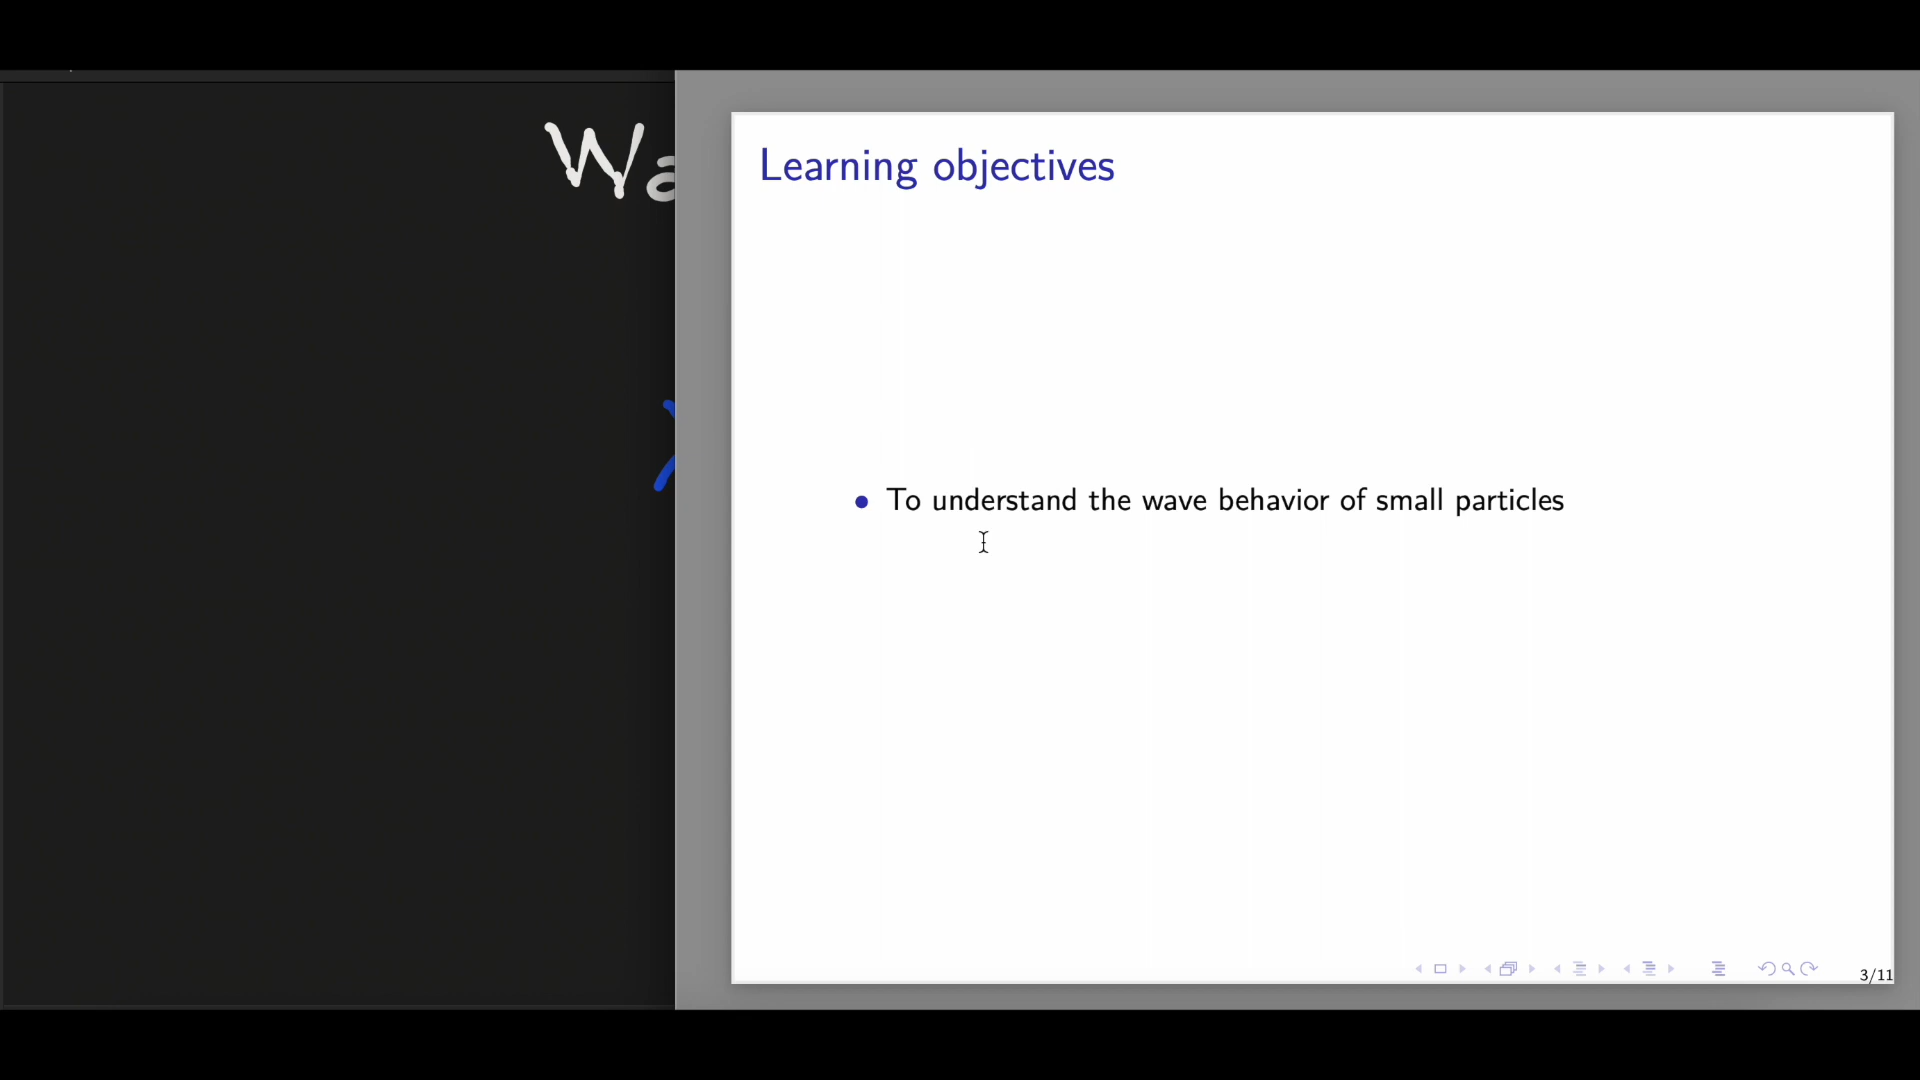 Wa
Learning objectives
• To understand the wave behavior of small particles
3/11